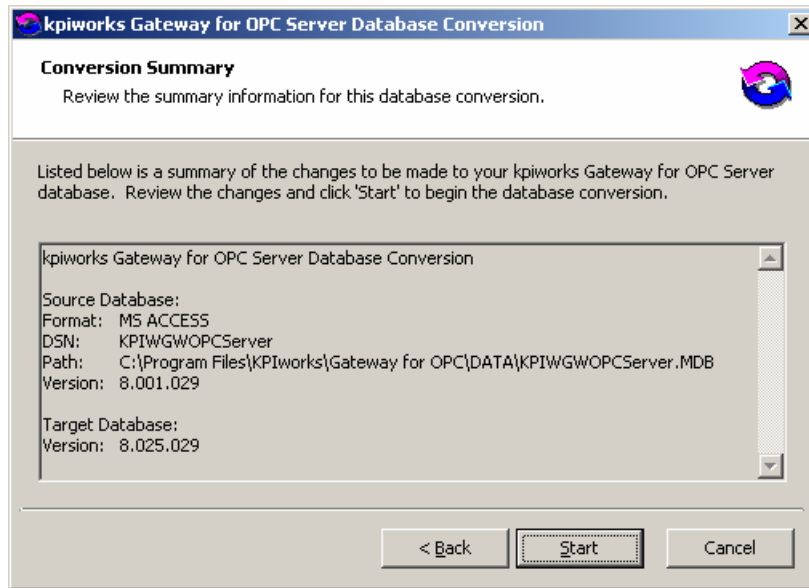 kpiworks Gateway for OPC Server Database Conversion
Conversion Summary
Review the summary information for this database conversion.
Listed below is a summary of the changes to be made to your kpiworks Gateway for OPC Server
database.  Review the changes and click 'Start' to begin the database conversion.
kpiworks Gateway for OPC Server Database Conversion
Source Database:
Format:   MS ACCESS
DSN:   KPIWGWOPCServer
Path:   C:\Program Files\KPIworks\Gateway for OPC\DATA\KPIWGWOPCServer.MDB
Version:   8.001.029
Target Database:
Version:   8.025.029
< Back   Start   Cancel